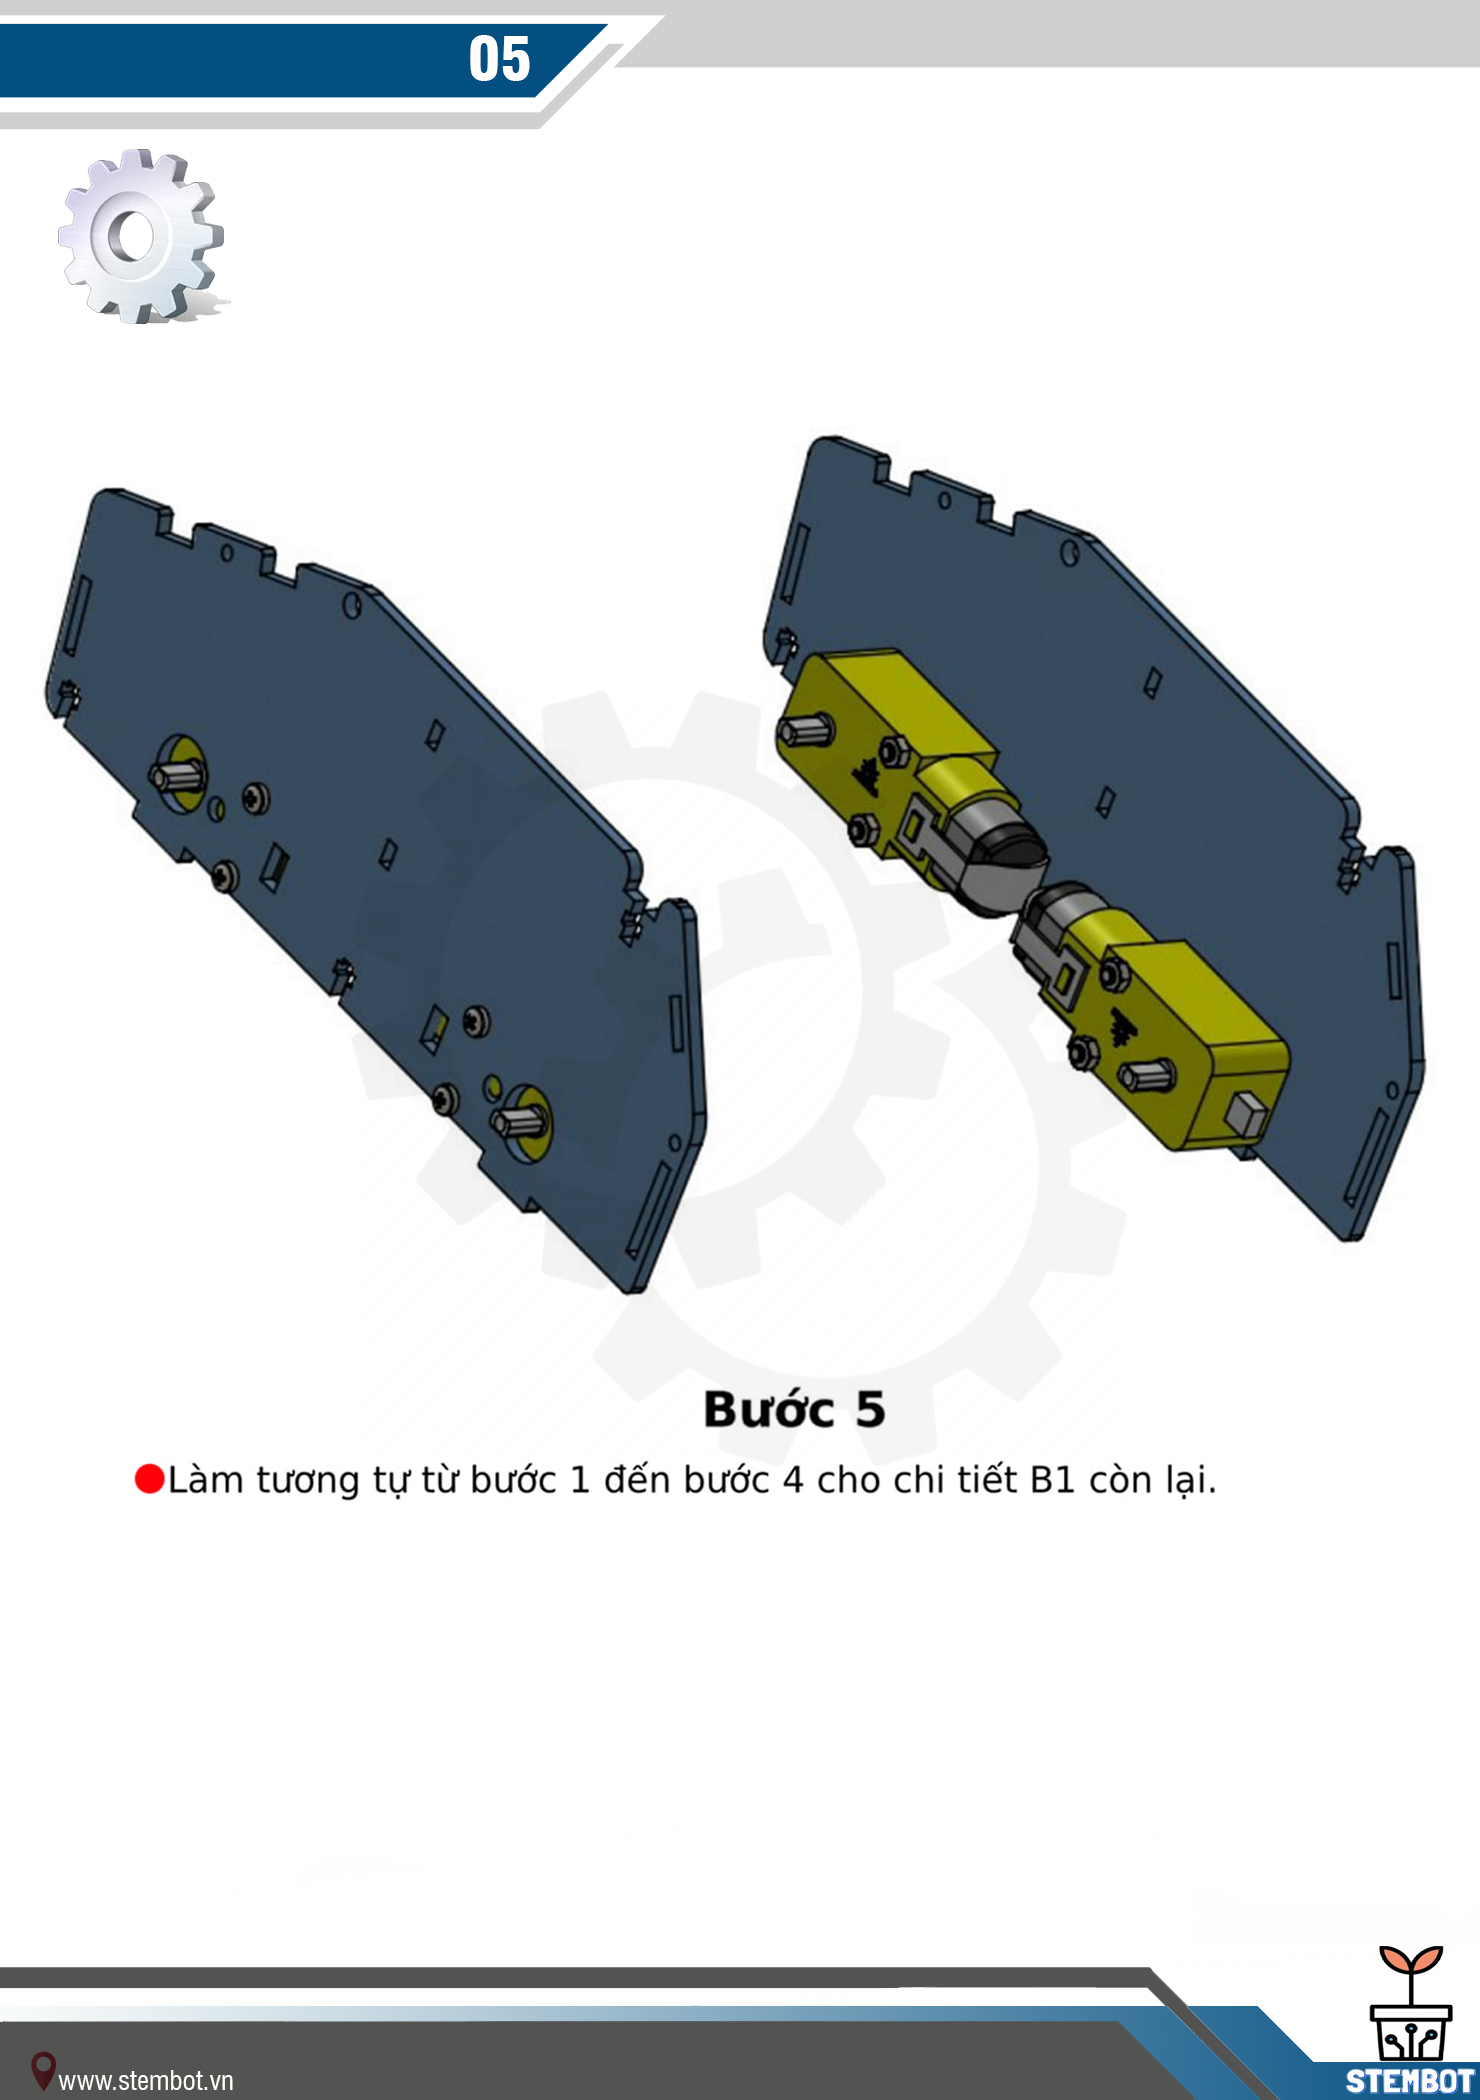 05
Bước 5
Làm tương tự từ bước 1 đến bước 4 cho chi tiết B1 còn lại.
www.stembot.vn
STEMBOT